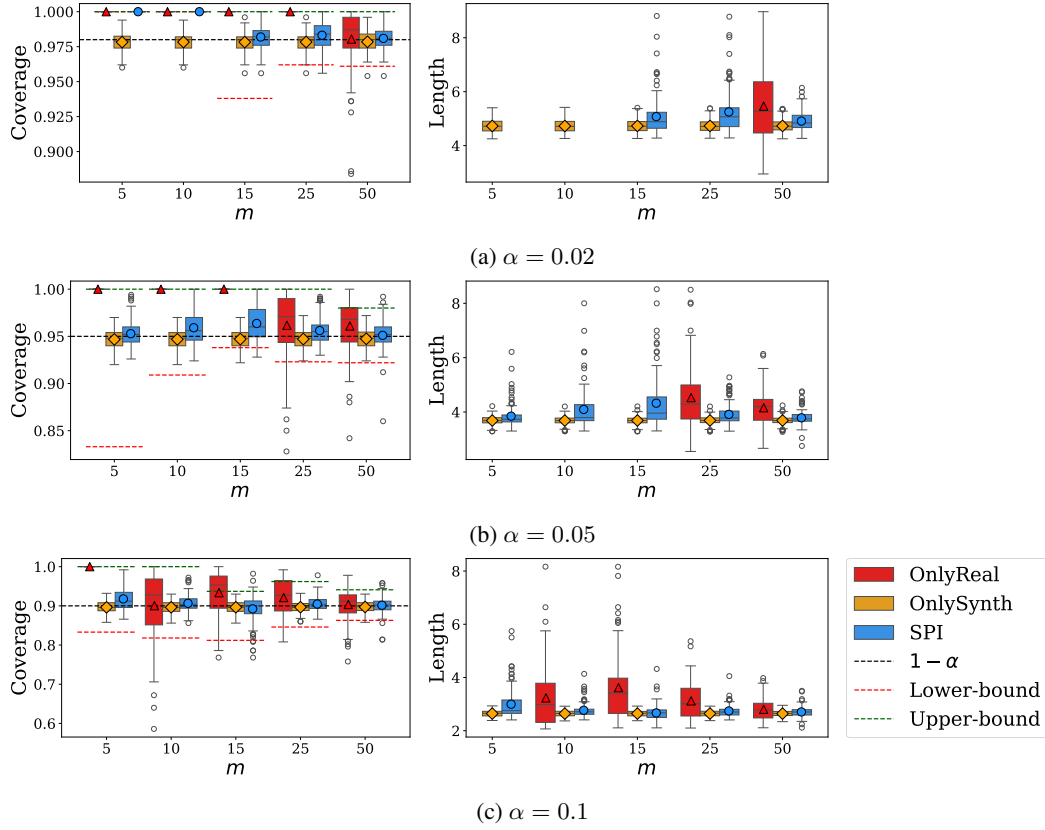 1.000
0.975
0.950
0.925
0.900
Coverage
5 10 15 25 50
m
8
6
4
Length
5 10 15 25 50
m
(a) α = 0.02
1.00
0.95
0.90
0.85
Coverage
5 10 15 25 50
m
8
6
4
Length
5 10 15 25 50
m
(b) α = 0.05
1.0
0.9
0.8
0.7
0.6
Coverage
5 10 15 25 50
m
8
6
4
2
Length
5 10 15 25 50
m
OnlyReal
OnlySynth
SPI
1 − α
Lower-bound
Upper-bound
(c) α = 0.1